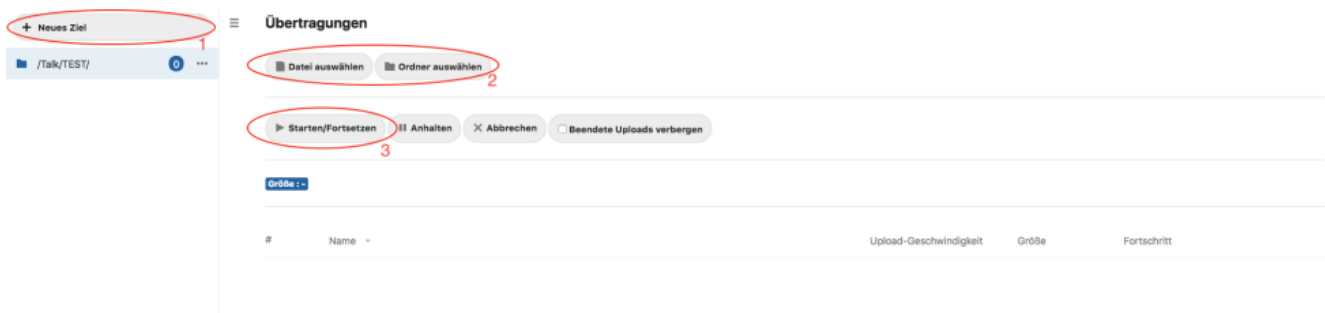 + Neues Ziel
1
/Talk/TEST/ 0 ...
Übertragungen
Datei auswählen Ordner auswählen
2
Starten/Fortsetzen Anhalten Abbrechen Beendete Uploads verbergen
3
Größe : -
# Name Upload-Geschwindigkeit Größe Fortschritt